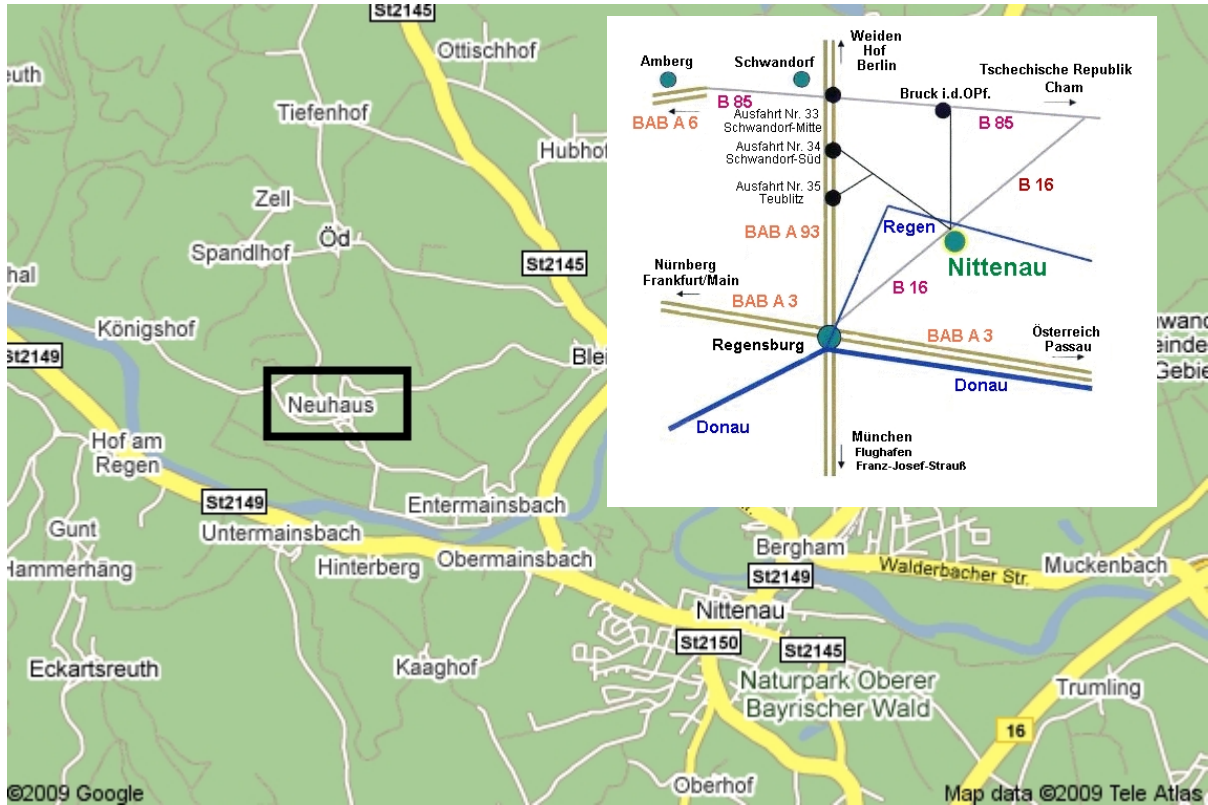 St2145
Ottischhof
euth
Tiefenhof
Hubhof
Zell
Öd
Spandlhof
St2145
hal
Königshof
St2149
Blei
Neuhaus
Hof am
Regen
St2149
Entermainsbach
Gunt
Untermainsbach
Hammerhäng
Hinterberg
Obermainsbach
Bergham
Walderbacher Str.
Muckenbach
St2149
Nittenau
St2150
St2145
Eckartsreuth
Kaaghof
Naturpark Oberer
Bayrischer Wald
Trumling
16
Oberhof
©2009 Google
Map data ©2009 Tele Atlas
Weiden
Hof
Berlin
Amberg
Schwandorf
Tschechische Republik
Cham
Bruck i.d.OPf.
B 85
B 85
BAB A 6
Ausfahrt Nr. 33
Schwandorf-Mitte
Ausfahrt Nr. 34
Schwandorf-Süd
Ausfahrt Nr. 35
Teublitz
B 16
BAB A 93
Regen
Nittenau
Nürnberg
Frankfurt/Main
B 16
BAB A 3
BAB A 3
Österreich
Passau
Regensburg
Donau
Donau
München
Flughafen
Franz-Josef-Strauß
wand
einde
Gebie